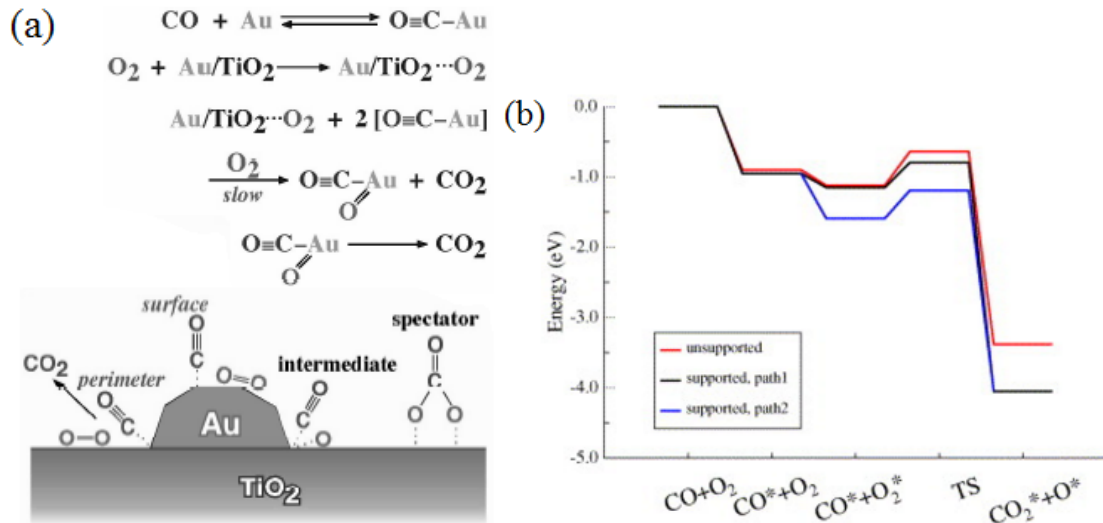 (a)
CO + Au ⇌ O≡C–Au
O₂ + Au/TiO₂ → Au/TiO₂···O₂
Au/TiO₂···O₂ + 2 [O≡C–Au]
O₂
slow
O≡C–Au + CO₂
O
O≡C–Au → CO₂
O
surface
spectator
O
O
C
C
O=O
O
O
CO₂
perimeter
intermediate
O
C
O
C
O–O
O
Au
TiO₂
(b)
0.0
-1.0
-2.0
-3.0
-4.0
-5.0
Energy (eV)
unsupported
supported, path1
supported, path2
CO+O₂
CO*+O₂
CO*+O₂*
TS
CO₂*+O*